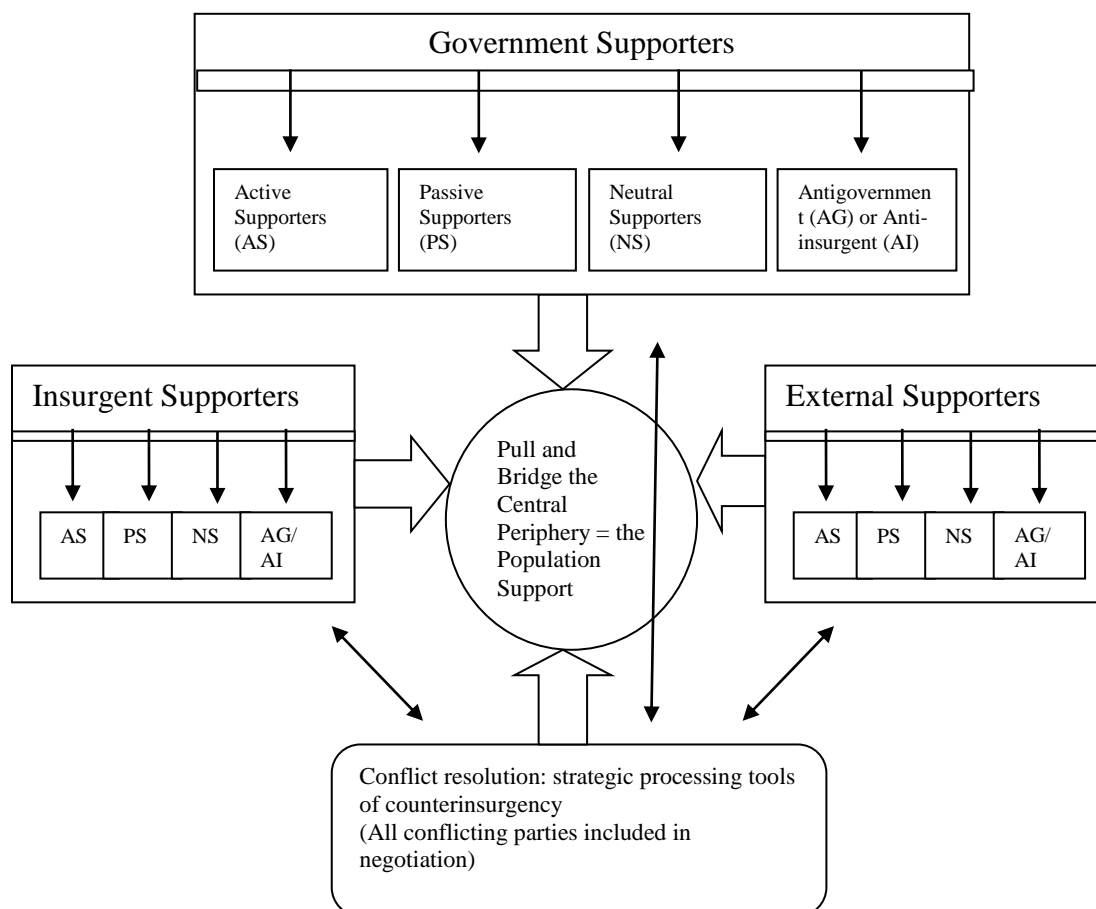 Government Supporters
Active
Supporters
(AS)
Passive
Supporters
(PS)
Neutral
Supporters
(NS)
Antigovernmen
t (AG) or Anti-
insurgent (AI)
Insurgent Supporters
AS
PS
NS
AG/
AI
Pull and
Bridge the
Central
Periphery = the
Population
Support
External Supporters
AS
PS
NS
AG/
AI
Conflict resolution: strategic processing tools
of counterinsurgency
(All conflicting parties included in
negotiation)